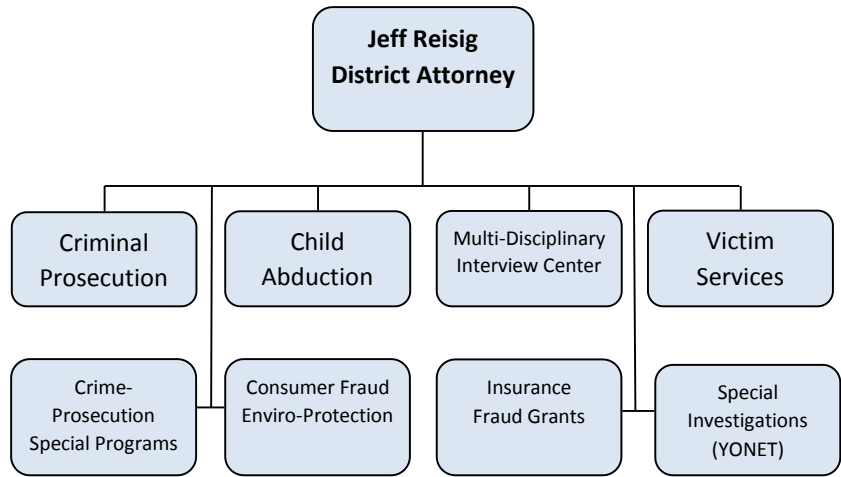 Jeff Reisig
District Attorney
Criminal
Prosecution
Child
Abduction
Multi-Disciplinary
Interview Center
Victim
Services
Crime-
Prosecution
Special Programs
Consumer Fraud
Enviro-Protection
Insurance
Fraud Grants
Special
Investigations
(YONET)